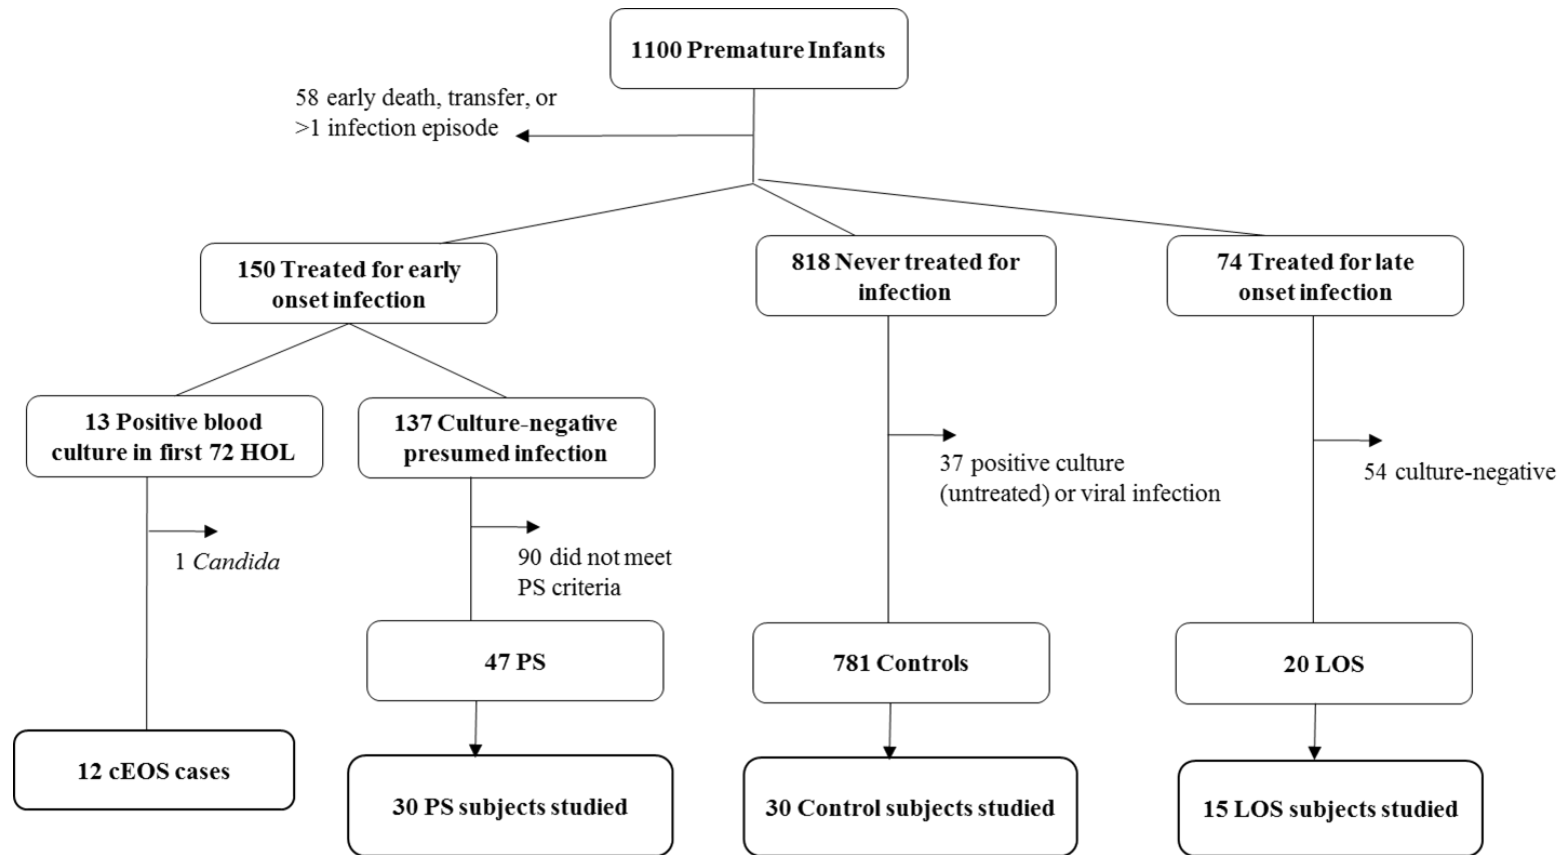 1100 Premature Infants
58 early death, transfer, or
>1 infection episode
150 Treated for early
onset infection
818 Never treated for
infection
74 Treated for late
onset infection
13 Positive blood
culture in first 72 HOL
137 Culture-negative
presumed infection
37 positive culture
(untreated) or viral infection
54 culture-negative
1 Candida
90 did not meet
PS criteria
47 PS
781 Controls
20 LOS
12 cEOS cases
30 PS subjects studied
30 Control subjects studied
15 LOS subjects studied